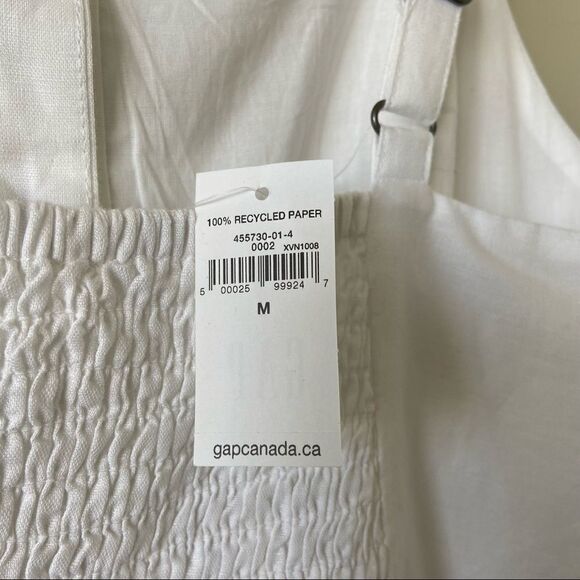 100% RECYCLED PAPER
455730-01-4
0002 XVN1008
5 00025 99924 7
M
gapcanada.ca